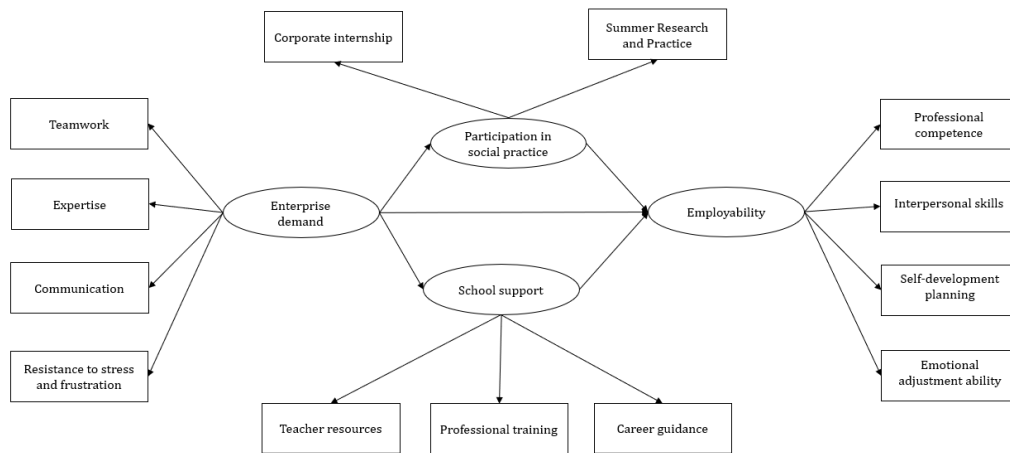 Corporate internship
Summer Research
and Practice
Teamwork
Participation in
social practice
Professional
competence
Expertise
Enterprise
demand
Employability
Interpersonal skills
Communication
School support
Self-development
planning
Resistance to stress
and frustration
Emotional
adjustment ability
Teacher resources
Professional training
Career guidance